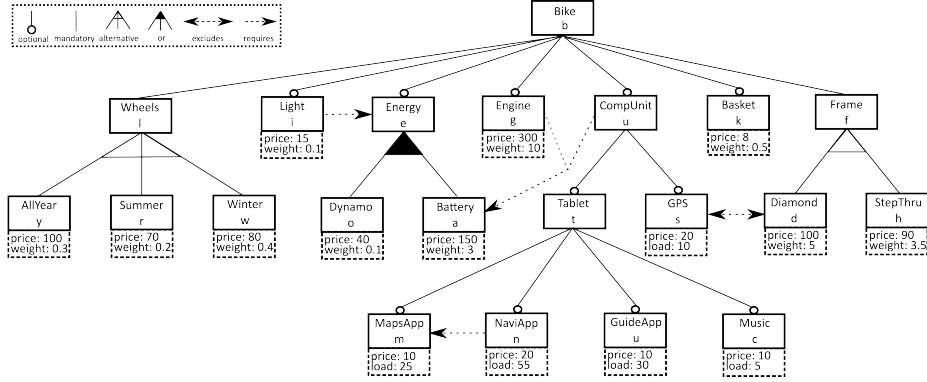 Bike
b
optional mandatory alternative or excludes requires
Wheels
l
Light
i
price: 15
weight: 0.1
Energy
e
Engine
g
price: 300
weight: 10
CompUnit
u
Basket
k
price: 8
weight: 0.5
Frame
f
AllYear
y
price: 100
weight: 0.3
Summer
r
price: 70
weight: 0.2
Winter
w
price: 80
weight: 0.4
Dynamo
o
price: 40
weight: 0.1
Battery
a
price: 150
weight: 3
Tablet
t
GPS
s
price: 20
load: 10
Diamond
d
price: 100
weight: 5
StepThru
h
price: 90
weight: 3.5
MapsApp
m
price: 10
load: 25
NaviApp
n
price: 20
load: 55
GuideApp
u
price: 10
load: 30
Music
c
price: 10
load: 5